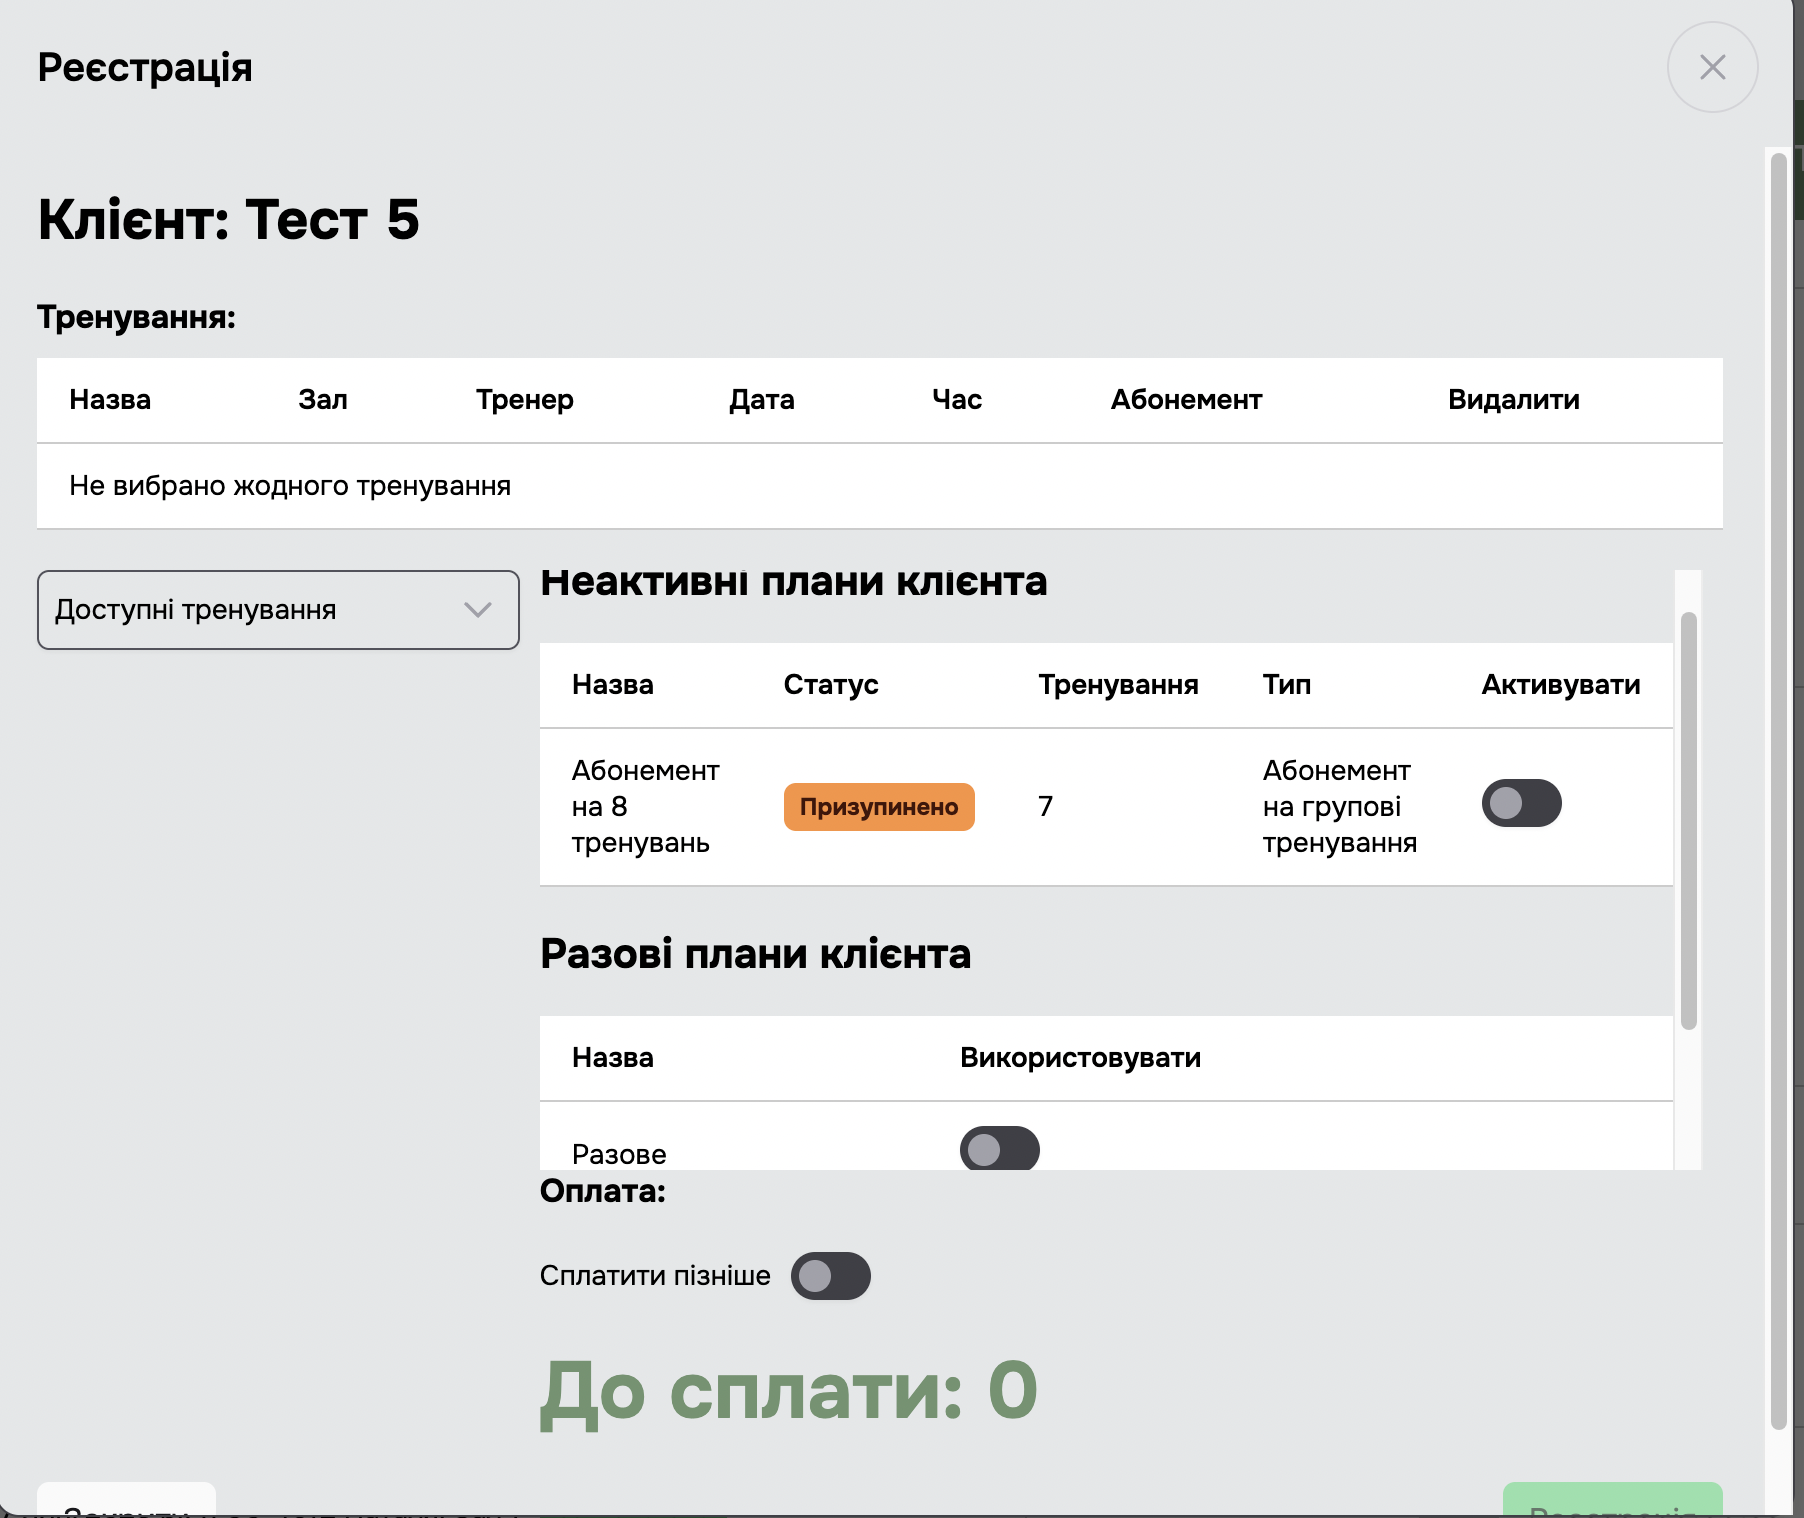 Реєстрація
Клієнт: Тест 5
Тренування:
Назва Зал Тренер Дата Час Абонемент Видалити
Не вибрано жодного тренування
Доступні тренування
Неактивні плани клієнта
Назва Статус Тренування Тип Активувати
Абонемент
на 8
тренувань
Призупинено
7
Абонемент
на групові
тренування
Разові плани клієнта
Назва Використовувати
Разове
Оплата:
Сплатити пізніше
До сплати: 0